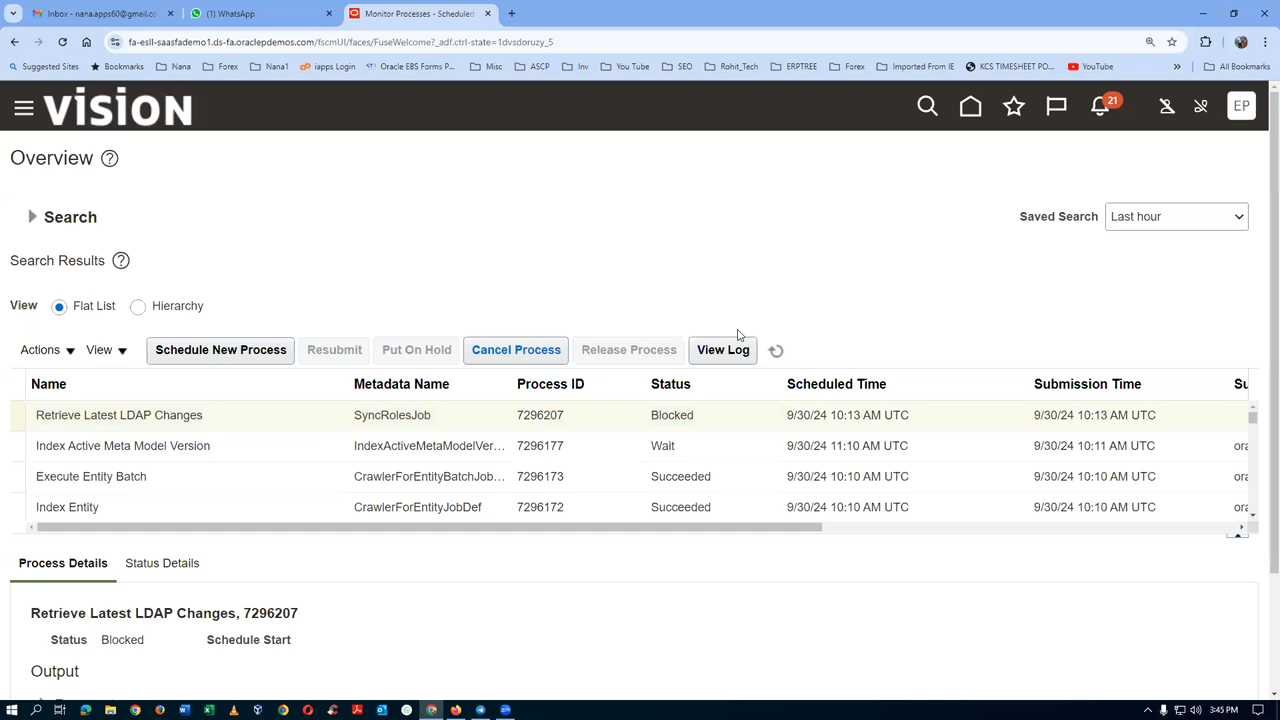 Inbox - nana.apps60@gmail.co
(1) WhatsApp
Monitor Processes - Scheduled
fa-esll-saasfademo1.ds-fa.oraclepdemos.com/fscmUI/faces/FuseWelcome?_adf.ctrl-state=1dvsdoruzy_5
Suggested Sites Bookmarks Nana Forex Nana1 iapps Login Oracle EBS Forms P... Misc ASCP Inv You Tube SEO Rohit_Tech ERPTREE Forex Imported From IE KCS TIMESHEET PO... YouTube » All Bookmarks
vision 21 EP
Overview
Search Saved Search Last hour
Search Results
View Flat List Hierarchy
Actions View Schedule New Process Resubmit Put On Hold Cancel Process Release Process View Log
Name Metadata Name Process ID Status Scheduled Time Submission Time Su
Retrieve Latest LDAP Changes SyncRolesJob 7296207 Blocked 9/30/24 10:13 AM UTC 9/30/24 10:13 AM UTC
Index Active Meta Model Version IndexActiveMetaModelVer... 7296177 Wait 9/30/24 11:10 AM UTC 9/30/24 10:11 AM UTC ora
Execute Entity Batch CrawlerForEntityBatchJob... 7296173 Succeeded 9/30/24 10:10 AM UTC 9/30/24 10:10 AM UTC ora
Index Entity CrawlerForEntityJobDef 7296172 Succeeded 9/30/24 10:10 AM UTC 9/30/24 10:10 AM UTC ora
Process Details Status Details
Retrieve Latest LDAP Changes, 7296207
Status Blocked Schedule Start
Output
3:45 PM